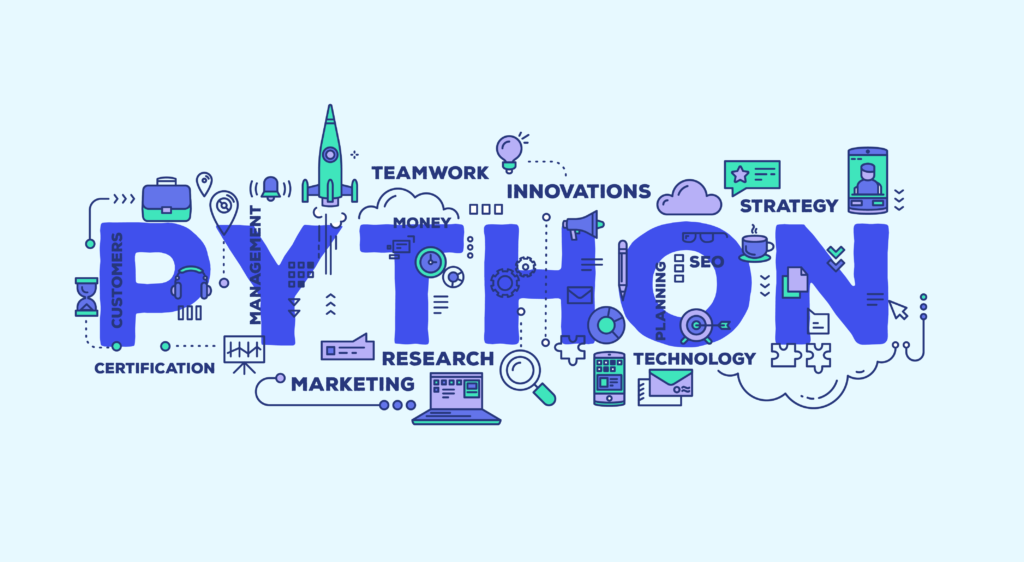 TEAMWORK
INNOVATIONS
STRATEGY
MONEY
CUSTOMERS
MANAGEMENT
PYTHON
SEO
PLANNING
RESEARCH
TECHNOLOGY
CERTIFICATION
MARKETING